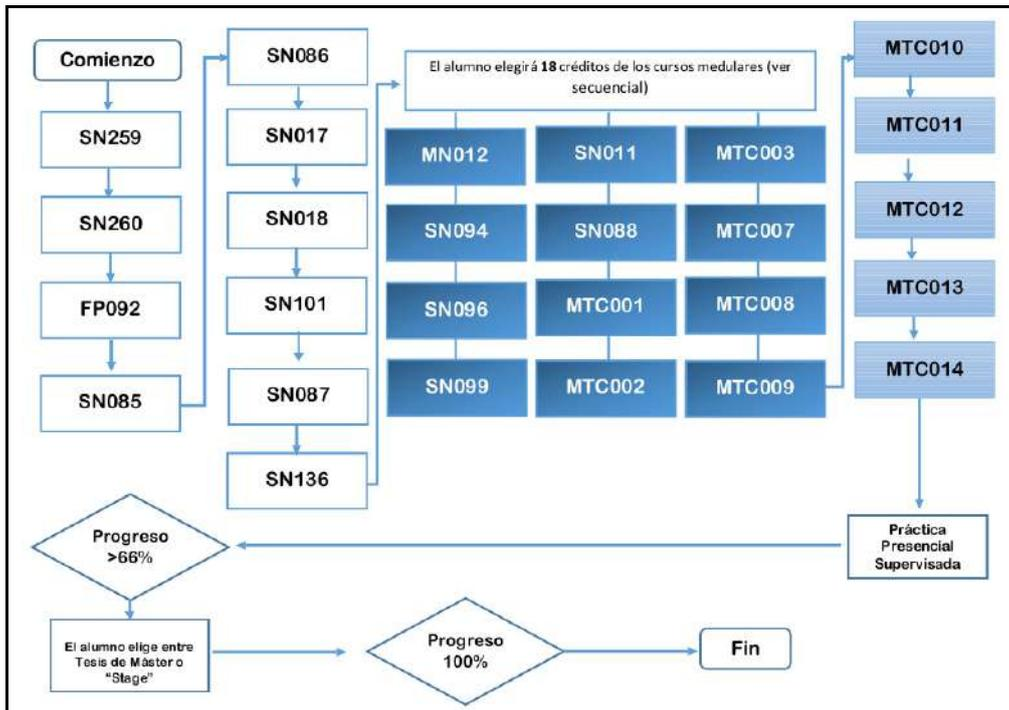 Comienzo
SN259
SN260
FP092
SN085
SN086
SN017
SN018
SN101
SN087
SN136
El alumno elegirá 18 créditos de los cursos medulares (ver
secuencial)
MN012
SN094
SN096
SN099
SN011
SN088
MTC001
MTC002
MTC003
MTC007
MTC008
MTC009
MTC010
MTC011
MTC012
MTC013
MTC014
Práctica
Presencial
Supervisada
Progreso
>66%
El alumno elige entre
Tesis de Máster o
"Stage"
Progreso
100%
Fin